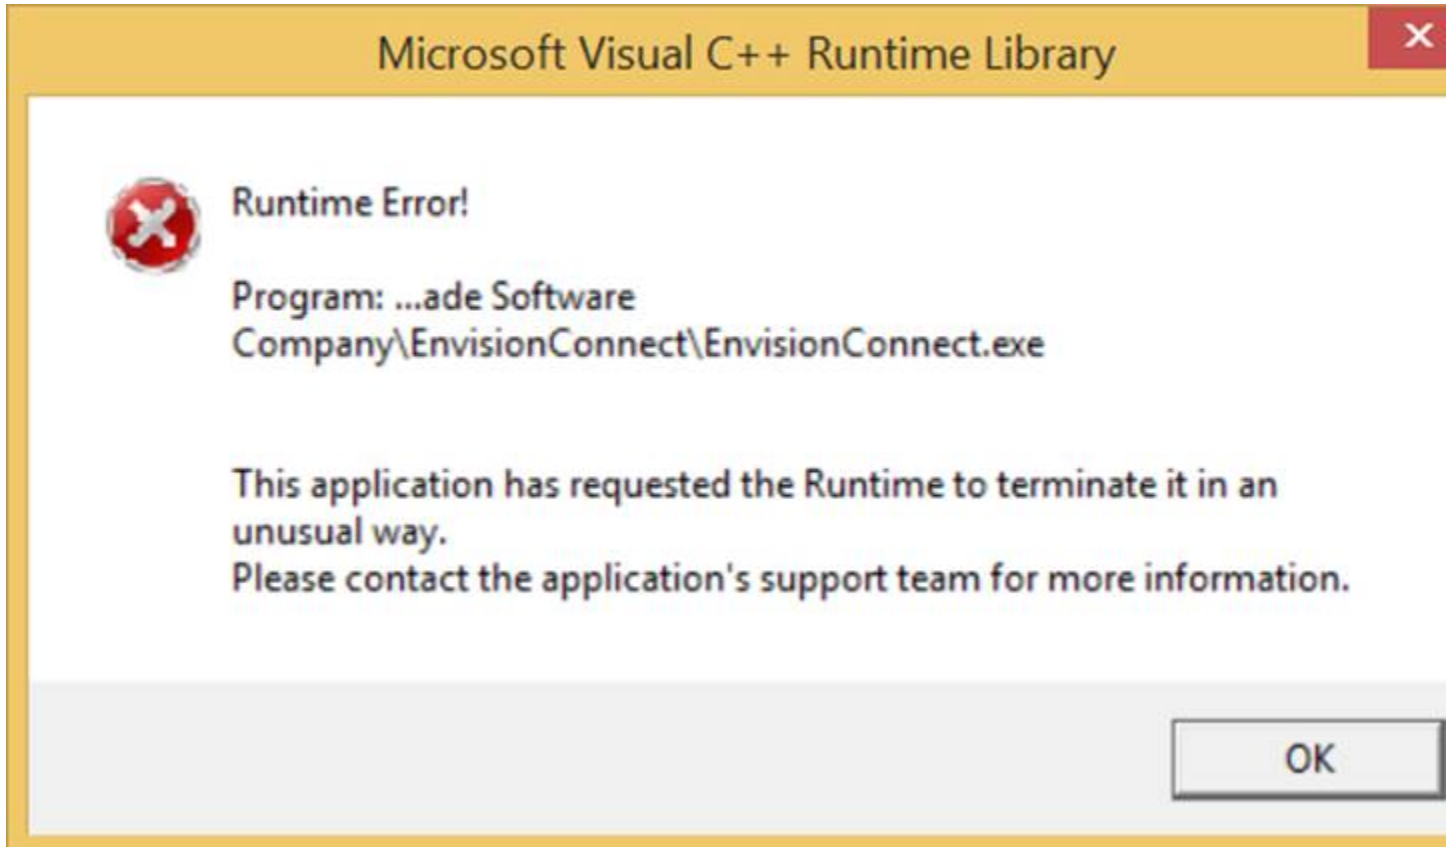 Microsoft Visual C++ Runtime Library
Runtime Error!
Program: ...ade Software
Company\EnvisionConnect\EnvisionConnect.exe
This application has requested the Runtime to terminate it in an
unusual way.
Please contact the application's support team for more information.
OK